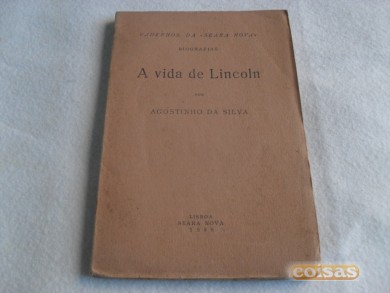 CADERNOS DA «SEARA NOVA»
BIOGRAFIAS
A vida de Lincoln
POR
AGOSTINHO DA SILVA
LISBOA
SEARA NOVA
coisas